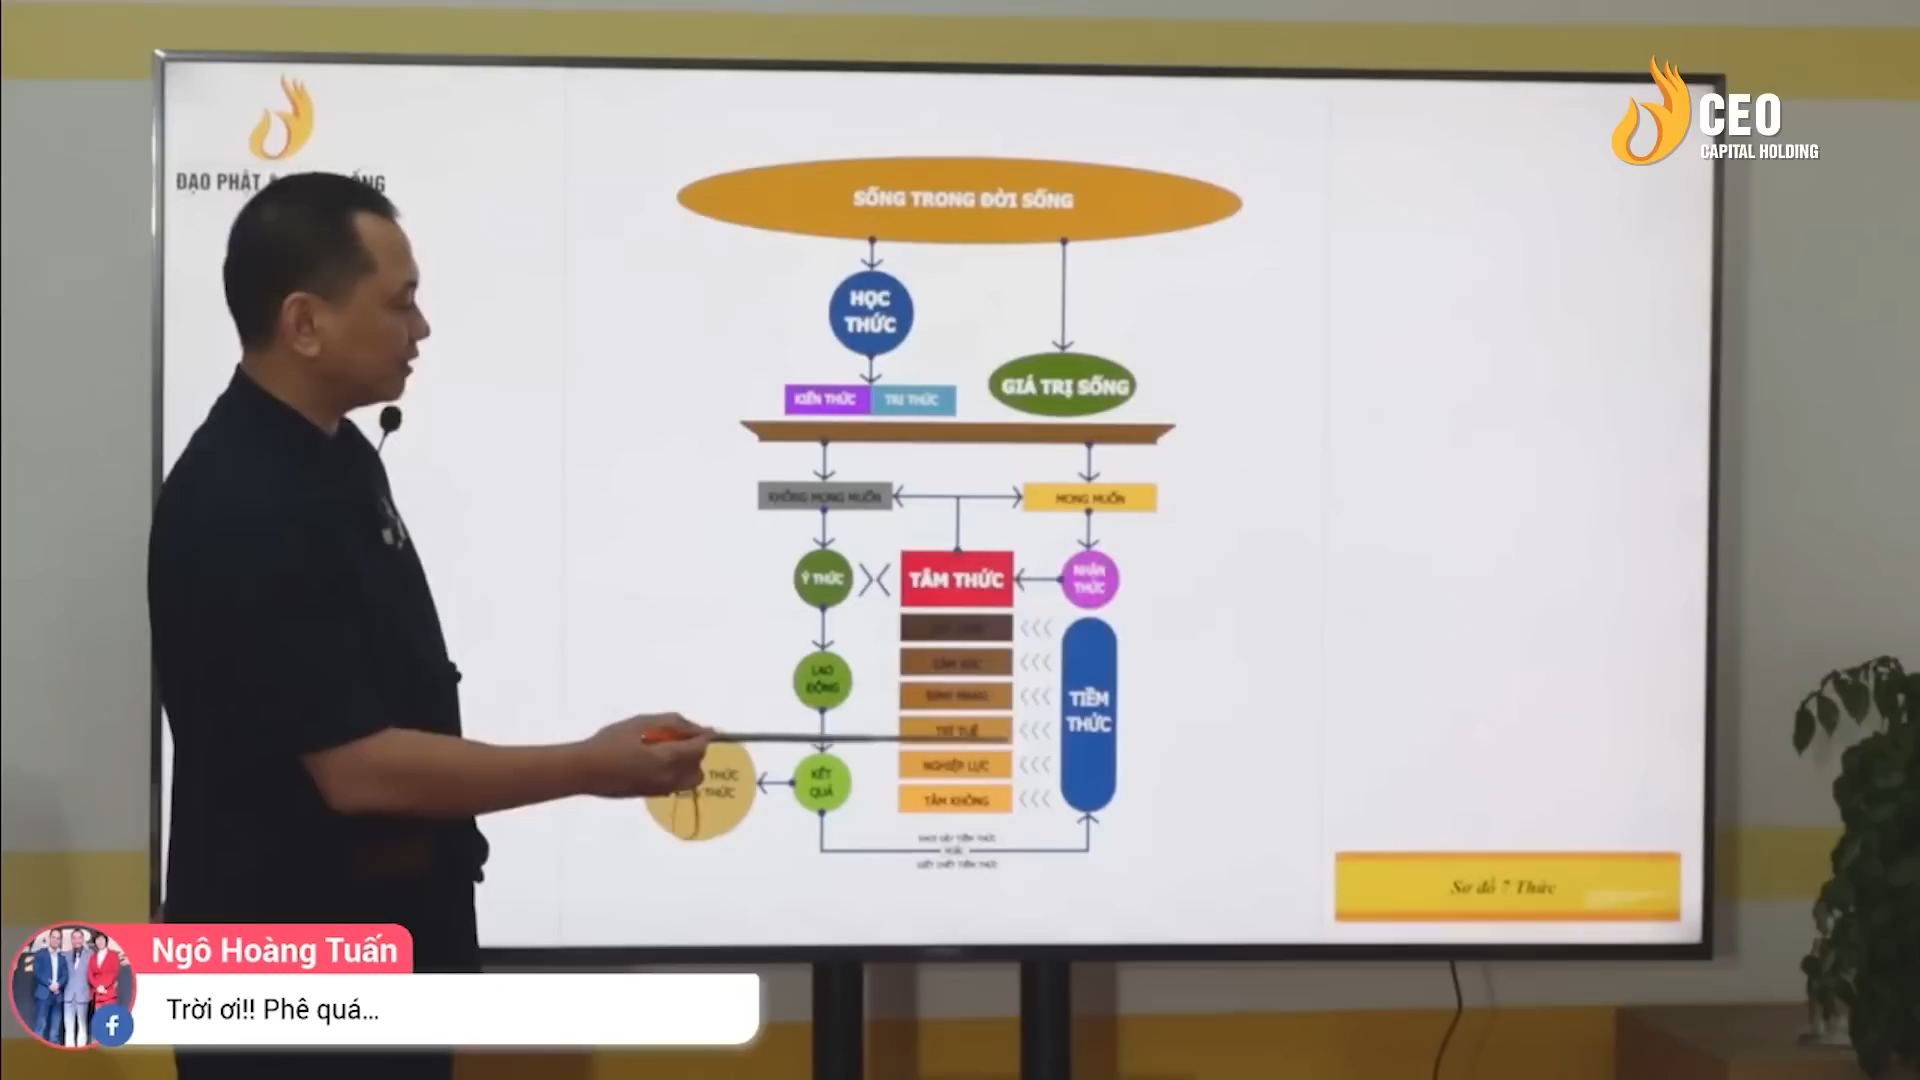 ĐẠO PHẬT
CEO
CAPITAL HOLDING
SỐNG TRONG ĐỜI SỐNG
HỌC
THỨC
KIẾN THỨC
TRI THỨC
GIÁ TRỊ SỐNG
KHÔNG MONG MUỐN
MONG MUỐN
Ý THỨC
TÂM THỨC
NHẬN
THỨC
LAO
ĐỘNG
CẢM XÚC
TRÍ TUỆ
NGHIỆP LỰC
TÂM KHÔNG
TIỀM
THỨC
KẾT
QUẢ
THỨC
THỨC
Sơ đồ 7 Thức
Ngô Hoàng Tuấn
Trời ơi!! Phê quá...